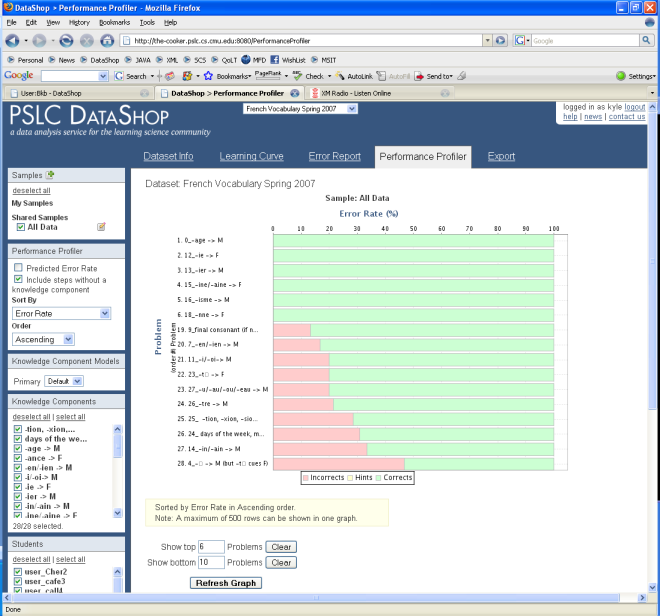 DataShop > Performance Profiler - Mozilla Firefox
File Edit View History Bookmarks Tools Help
http://the-cooker.pslc.cs.cmu.edu:8080/PerformanceProfiler
G Google
Personal News DataShop JAVA XML SCS QoLT MPD WishList MSIT
Google G Search Bookmarks PageRank Check AutoLink AutoFill Send to Settings
User:Bkb - DataShop DataShop > Performance Profiler XM Radio - Listen Online
PSLC DATASHOP
a data analysis service for the learning science community
French Vocabulary Spring 2007
logged in as kyle logout
help | news | contact us
Dataset Info Learning Curve Error Report Performance Profiler Export
Samples
deselect all
My Samples
Shared Samples
All Data
Performance Profiler
Predicted Error Rate
Include steps without a
knowledge component
Sort By
Error Rate
Order
Ascending
Knowledge Component Models
Primary Default
Knowledge Components
deselect all | select all
-tion, -xion,...
days of the we...
-age -> M
-ance -> F
-en/-ien -> M
-i/-oi-> M
-ie -> F
-ier -> M
-in/-ain -> M
-ine/-aine -> F
28/28 selected.
Students
deselect all | select all
user_Cher2
user_cafe3
user_call4
Dataset: French Vocabulary Spring 2007
Sample: All Data
Error Rate (%)
0 10 20 30 40 50 60 70 80 90 100
Problem
(order#) Problem
1. 0_-age -> M
2. 12_-ie -> F
3. 13_-ier -> M
4. 15_-ine/-aine -> F
5. 16_-isme -> M
6. 18_-nne -> F
19. 9_final consonant (if n...
20. 7_-en/-ien -> M
21. 11_-i/-oi-> M
22. 23_-t□ -> F
23. 27_-u/-au/-ou/-eau -> M
24. 26_-tre -> M
25. 25_ -tion, -xion, -sio...
26. 24_ days of the week, m...
27. 14_-in/-ain -> M
28. 4_-□ -> M (but -t□ cues F)
Incorrects Hints Corrects
Sorted by Error Rate in Ascending order.
Note: A maximum of 500 rows can be shown in one graph.
Show top 6 Problems Clear
Show bottom 10 Problems Clear
Refresh Graph
Done